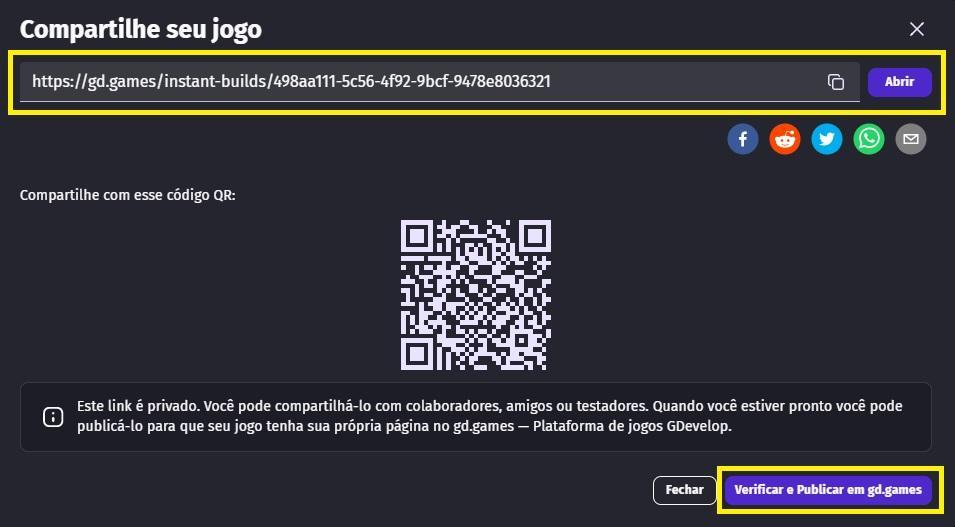 Compartilhe seu jogo
https://gd.games/instant-builds/498aa111-5c56-4f92-9bcf-9478e8036321
Abrir
Compartilhe com esse código QR:
Este link é privado. Você pode compartilhá-lo com colaboradores, amigos ou testadores. Quando você estiver pronto você pode
publicá-lo para que seu jogo tenha sua própria página no gd.games — Plataforma de jogos GDevelop.
Fechar
Verificar e Publicar em gd.games